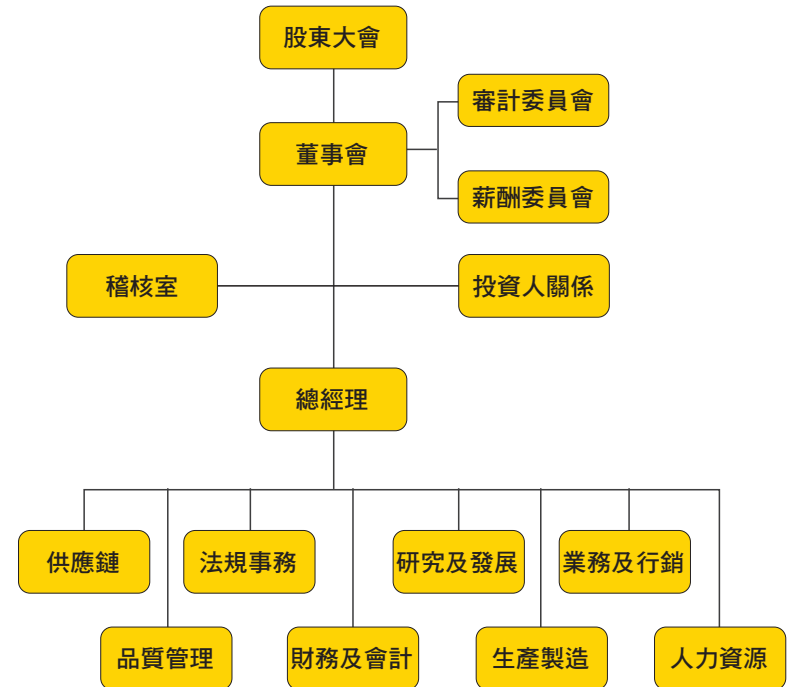 股東大會
審計委員會
董事會
薪酬委員會
稽核室
投資人關係
總經理
供應鏈
法規事務
研究及發展
業務及行銷
品質管理
財務及會計
生產製造
人力資源